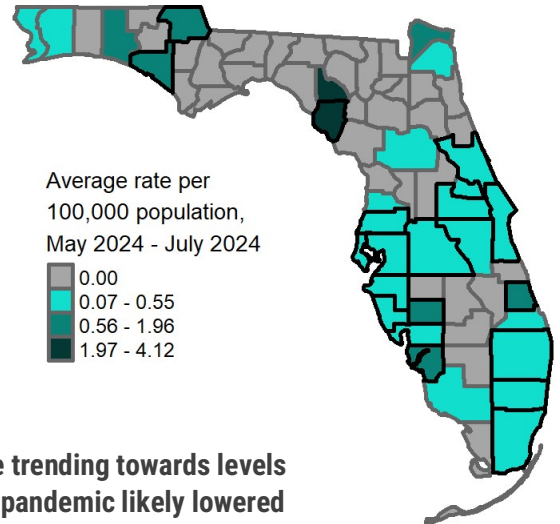 Average rate per
100,000 population,
May 2024 - July 2024
0.00
0.07 - 0.55
0.56 - 1.96
1.97 - 4.12
trending towards levels
pandemic likely lowered